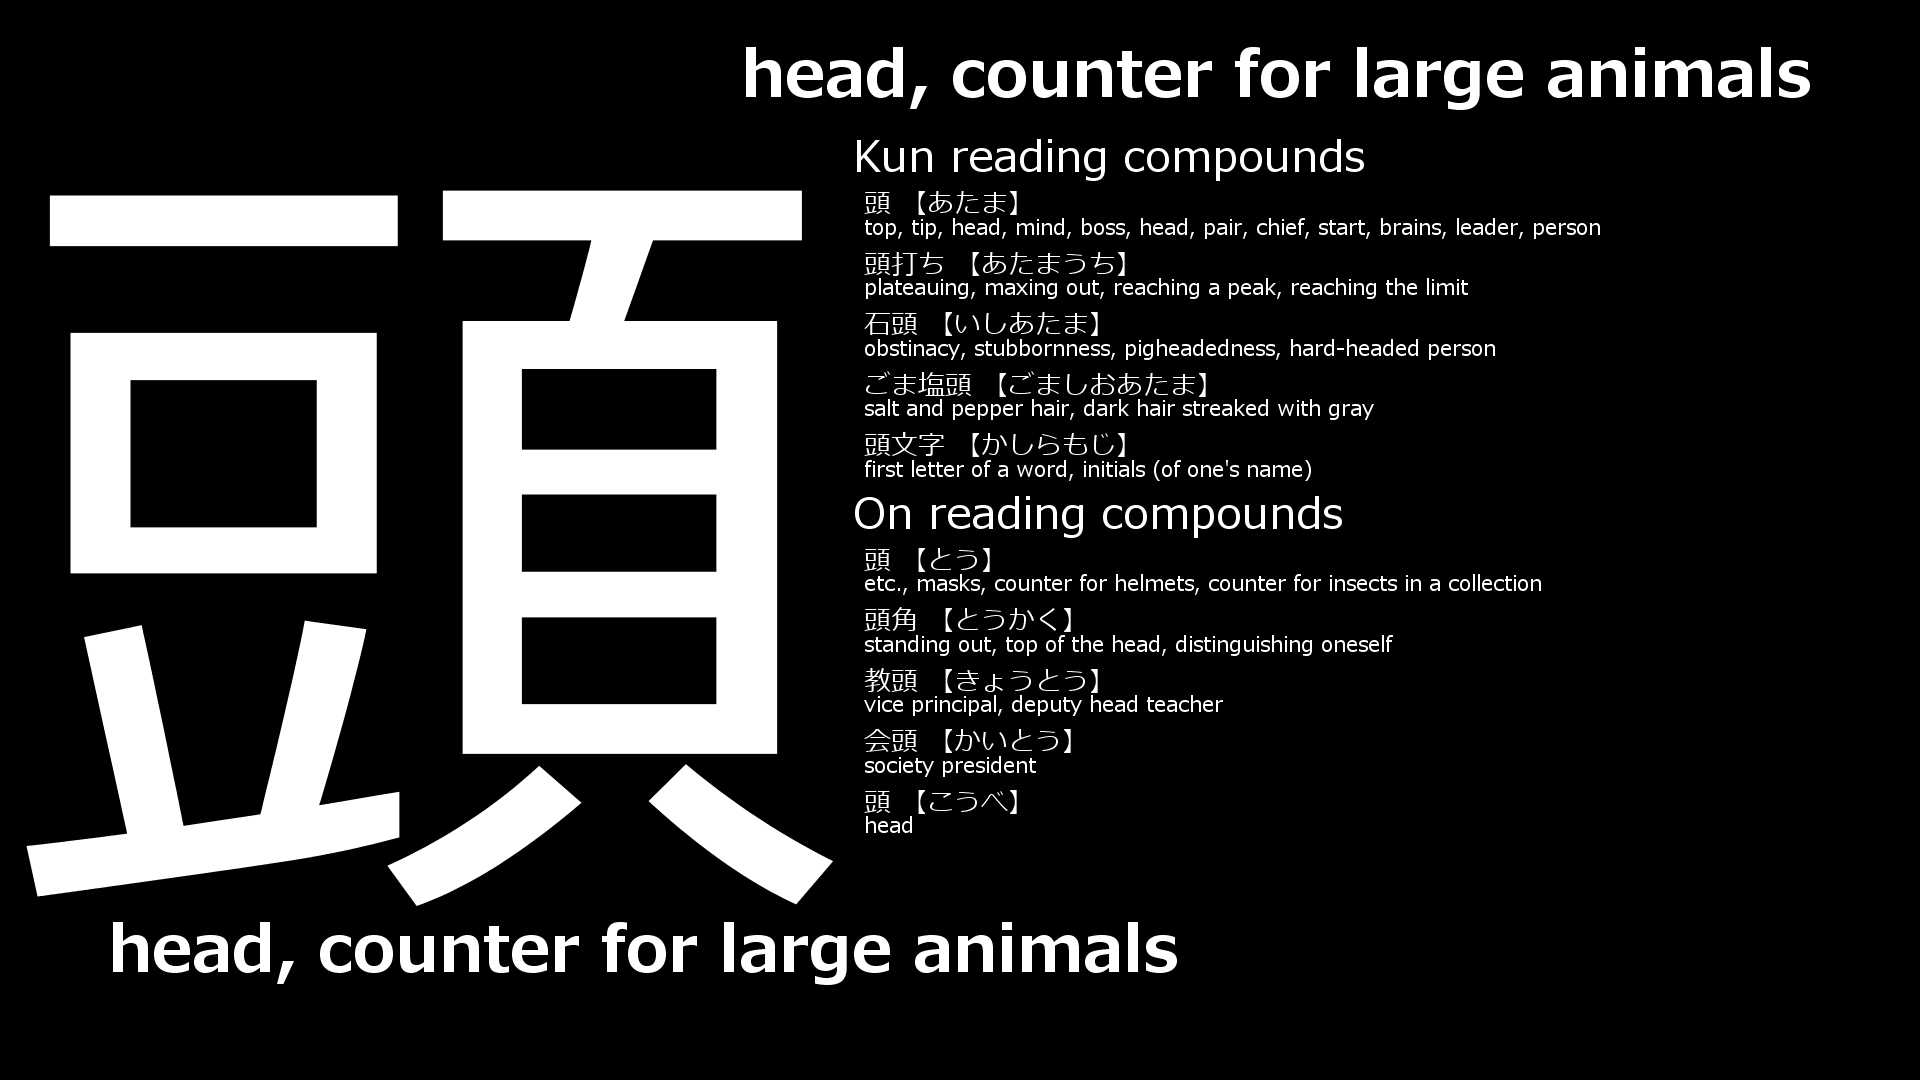 head, counter for large animals
頭
Kun reading compounds
頭 【あたま】
top, tip, head, mind, boss, head, pair, chief, start, brains, leader, person
頭打ち 【あたまうち】
plateauing, maxing out, reaching a peak, reaching the limit
石頭 【いしあたま】
obstinacy, stubbornness, pigheadedness, hard-headed person
ごま塩頭 【ごましおあたま】
salt and pepper hair, dark hair streaked with gray
頭文字 【かしらもじ】
first letter of a word, initials (of one's name)
On reading compounds
頭 【とう】
etc., masks, counter for helmets, counter for insects in a collection
頭角 【とうかく】
standing out, top of the head, distinguishing oneself
教頭 【きょうとう】
vice principal, deputy head teacher
会頭 【かいとう】
society president
頭 【こうべ】
head
head, counter for large animals